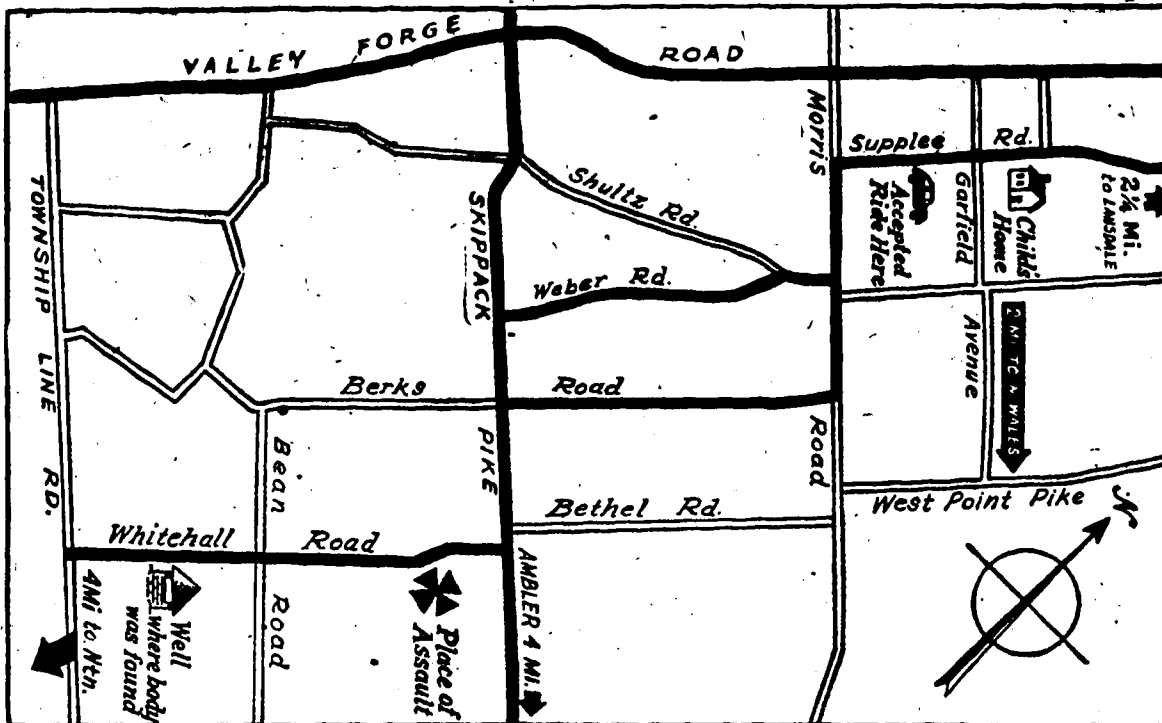 VALLEY FORGE ROAD
TOWNSHIP LINE RD.
SKIPPACK PIKE
Shultz Rd.
Weber Rd.
Morris Road
Supplee Rd.
Accepted
Ride Here
Garfield Avenue
Child's
Home
2¼ Mi.
to LANSDALE
2 MI. TO N. WALES
Berks Road
Bean Road
Bethel Rd.
West Point Pike
N
Whitehall Road
4Mi to. Ntn.
Well
where body
was found
Place of
Assault
AMBLER 4 MI.